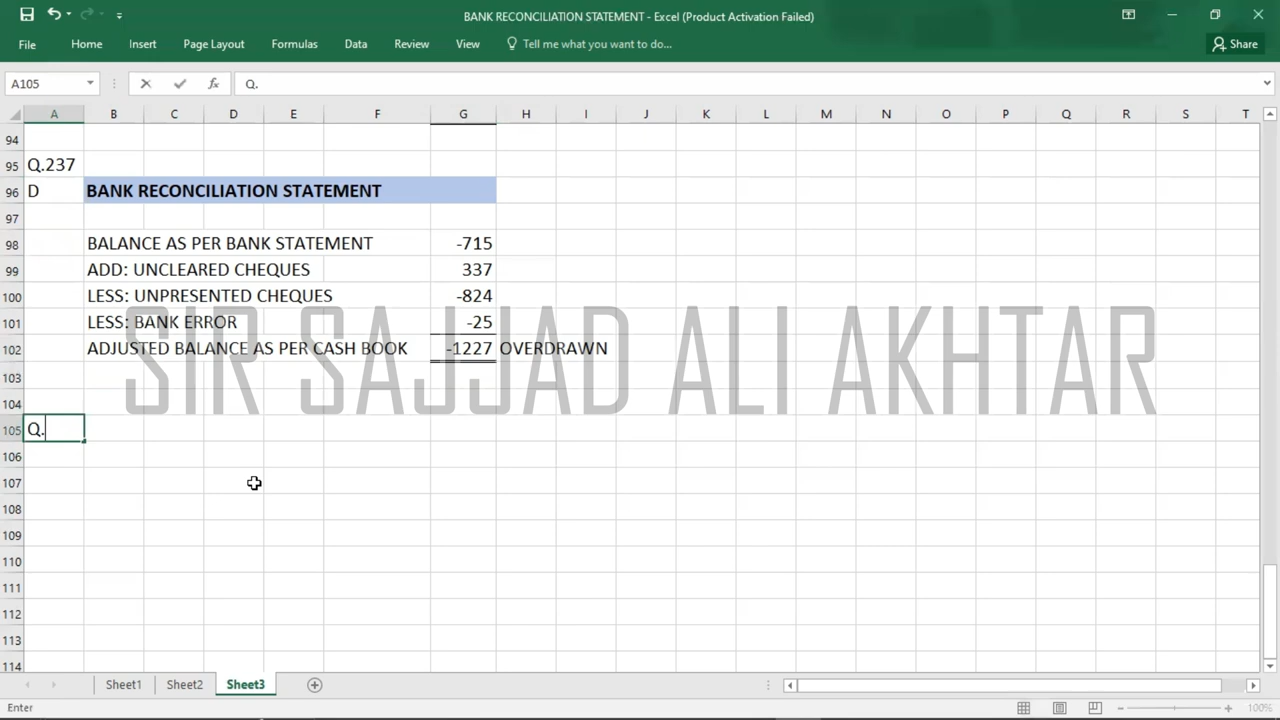 BANK RECONCILIATION STATEMENT - Excel (Product Activation Failed)
File Home Insert Page Layout Formulas Data Review View Tell me what you want to do... Share
A105 fx Q.
A B C D E F G H I J K L M N O P Q R S T
94
95 Q.237
96 D BANK RECONCILIATION STATEMENT
97
98 BALANCE AS PER BANK STATEMENT -715
99 ADD: UNCLEARED CHEQUES 337
100 LESS: UNPRESENTED CHEQUES -824
101 LESS: BANK ERROR -25
102 ADJUSTED BALANCE AS PER CASH BOOK -1227 OVERDRAWN
SIR SAJJAD ALI AKHTAR
103
104
105 Q.
106
107
108
109
110
111
112
113
114
Sheet1 Sheet2 Sheet3
Enter 100%